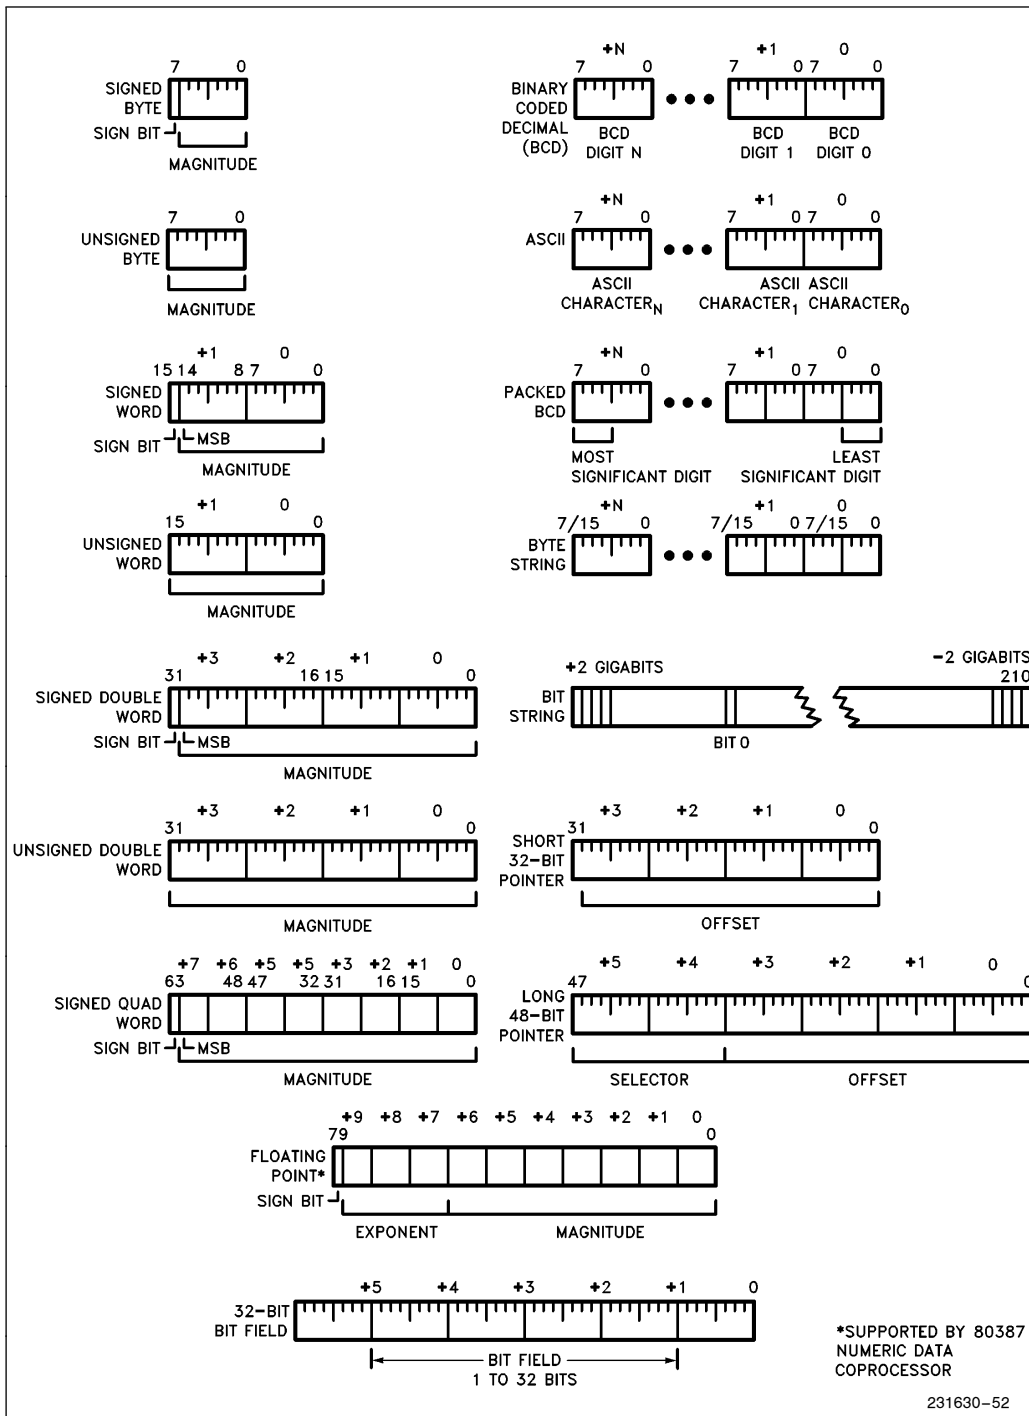 7 0
SIGNED
BYTE
SIGN BIT
MAGNITUDE
+N +1 0
7 0 7 0 7 0
BINARY
CODED
DECIMAL
(BCD)
BCD BCD BCD
DIGIT N DIGIT 1 DIGIT 0
7 0
UNSIGNED
BYTE
MAGNITUDE
+N +1 0
7 0 7 0 7 0
ASCII
ASCII ASCII ASCII
CHARACTERN CHARACTER1 CHARACTER0
+1 0
15 14 8 7 0
SIGNED
WORD
SIGN BIT MSB
MAGNITUDE
+N +1 0
7 0 7 0 7 0
PACKED
BCD
MOST LEAST
SIGNIFICANT DIGIT SIGNIFICANT DIGIT
+1 0
15 0
UNSIGNED
WORD
MAGNITUDE
+N +1 0
7/15 0 7/15 0 7/15 0
BYTE
STRING
+3 +2 +1 0
31 16 15 0
SIGNED DOUBLE
WORD
SIGN BIT MSB
MAGNITUDE
+2 GIGABITS -2 GIGABITS
210
BIT
STRING
BIT 0
+3 +2 +1 0
31 0
UNSIGNED DOUBLE
WORD
MAGNITUDE
+3 +2 +1 0
31 0
SHORT
32-BIT
POINTER
OFFSET
+7 +6 +5 +5 +3 +2 +1 0
63 48 47 32 31 16 15 0
SIGNED QUAD
WORD
SIGN BIT MSB
MAGNITUDE
+5 +4 +3 +2 +1 0
47 0
LONG
48-BIT
POINTER
SELECTOR OFFSET
+9 +8 +7 +6 +5 +4 +3 +2 +1 0
79 0
FLOATING
POINT*
SIGN BIT
EXPONENT MAGNITUDE
+5 +4 +3 +2 +1 0
32-BIT
BIT FIELD
BIT FIELD
1 TO 32 BITS
*SUPPORTED BY 80387
NUMERIC DATA
COPROCESSOR
231630-52